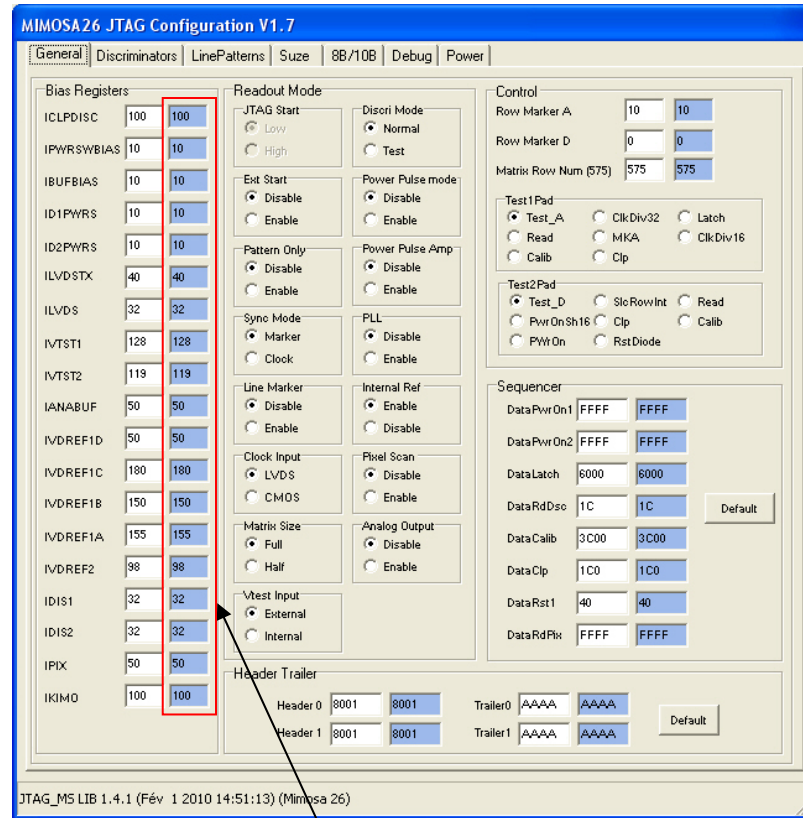 MIMOSA26 JTAG Configuration V1.7
General Discriminators LinePatterns Suze 8B/10B Debug Power
Bias Registers
ICLPDISC 100 100
IPWRSWBIAS 10 10
IBUFBIAS 10 10
ID1PWRS 10 10
ID2PWRS 10 10
ILVDSTX 40 40
ILVDS 32 32
IVTST1 128 128
IVTST2 119 119
IANABUF 50 50
IVDREF1D 50 50
IVDREF1C 180 180
IVDREF1B 150 150
IVDREF1A 155 155
IVDREF2 98 98
IDIS1 32 32
IDIS2 32 32
IPIX 50 50
IKIMO 100 100
Readout Mode
JTAG Start
Low
High
Ext Start
Disable
Enable
Pattern Only
Disable
Enable
Sync Mode
Marker
Clock
Line Marker
Disable
Enable
Clock Input
LVDS
CMOS
Matrix Size
Full
Half
Vtest Input
External
Internal
Discri Mode
Normal
Test
Power Pulse mode
Disable
Enable
Power Pulse Amp
Disable
Enable
PLL
Disable
Enable
Internal Ref
Enable
Disable
Pixel Scan
Disable
Enable
Analog Output
Disable
Enable
Control
Row Marker A 10 10
Row Marker D 0 0
Matrix Row Num (575) 575 575
Test1Pad
Test_A ClkDiv32 Latch
Read MKA ClkDiv16
Calib Clp
Test2Pad
Test_D SlcRowInt Read
PwrOnSh16 Clp Calib
PWrOn RstDiode
Sequencer
DataPwrOn1 FFFF FFFF
DataPwrOn2 FFFF FFFF
DataLatch 6000 6000
DataRdDsc 1C 1C
Default
DataCalib 3C00 3C00
DataClp 1C0 1C0
DataRst1 40 40
DataRdPix FFFF FFFF
Header Trailer
Header 0 8001 8001 Trailer0 AAAA AAAA
Header 1 8001 8001 Trailer1 AAAA AAAA
Default
JTAG_MS LIB 1.4.1 (Fév 1 2010 14:51:13) (Mimosa 26)